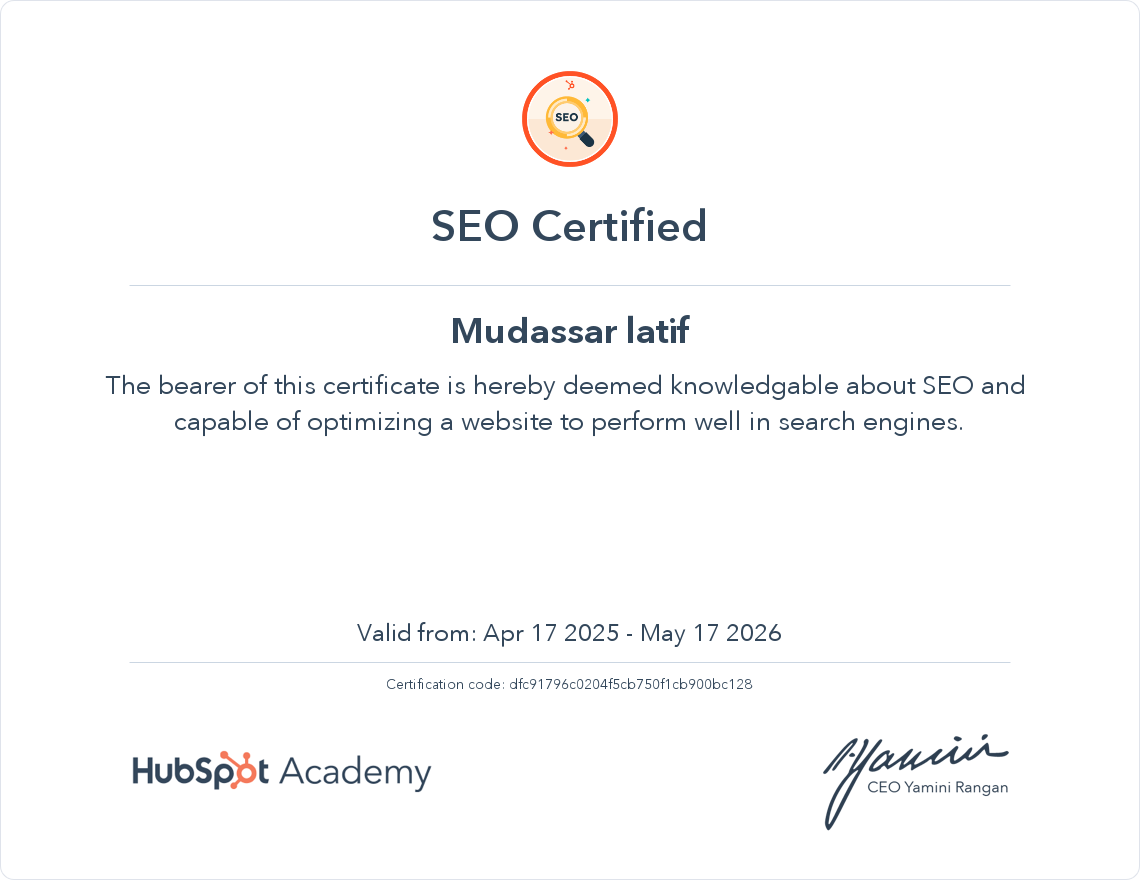 SEO
SEO Certified
Mudassar latif
The bearer of this certificate is hereby deemed knowledgable about SEO and
capable of optimizing a website to perform well in search engines.
Valid from: Apr 17 2025 - May 17 2026
Certification code: dfc91796c0204f5cb750f1cb900bc128
HubSpot Academy
Yamini
CEO Yamini Rangan